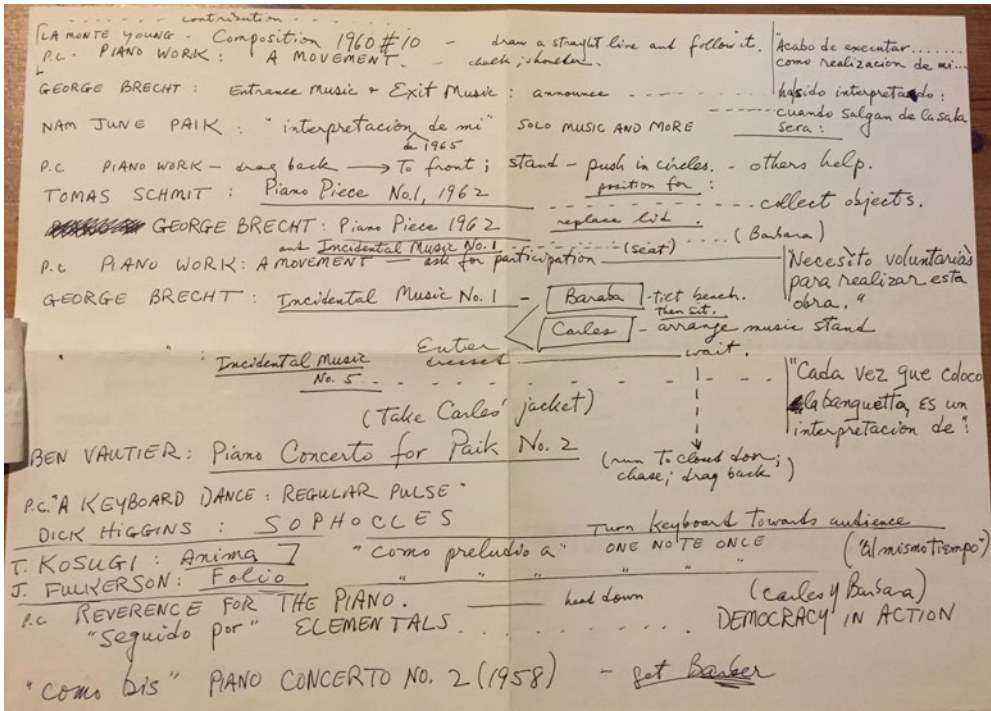 contribution
LA MONTE YOUNG - Composition 1960 #10 - draw a straight line and follow it.
P.C. - PIANO WORK: A MOVEMENT. - chalk; shoulder.
"Acabo de executar.......
como realizacion de mi...
GEORGE BRECHT: Entrance Music & Exit Music: announce - - - - - - - - - -
ha sido interpretado:
cuando salgan de la sala
sera:
NAM JUNE PAIK: "interpretacion de mi" SOLO MUSIC AND MORE
de 1965
P.C PIANO WORK - drag back → To front; stand - push in circles. - others help.
TOMAS SCHMIT: Piano Piece No.1, 1962 - - - - - - - - collect objects.
position for:
GEORGE BRECHT: Piano Piece 1962 - - - - - - - -
replace lid.
and Incidental Music No. 1 - - - - (seat) - - - - (Barbara)
P.C PIANO WORK: A MOVEMENT — ask for participation
"Necesito voluntarias
para realizar esta
obra."
GEORGE BRECHT: Incidental Music No. 1 - Baraba - tilt bench.
Then sit.
Carles - arrange music stand
" " : Incidental Music Enter wait.
No. 5 - - - - - - - - - - - -
"Cada vez que coloco
la banquetta, es un
interpretacion de":
(Take Carles' jacket)
BEN VAUTIER: Piano Concerto for Paik No. 2
(run to closed door;
chase; drag back)
P.C. "A KEYBOARD DANCE: REGULAR PULSE"
DICK HIGGINS: SOPHOCLES
Turn keyboard Towards audience
T. KOSUGI: Anima 7 "como preludio a" ONE NOTE ONCE ("Al mismo tiempo")
J. FULKERSON: Folio " " " " " "
P.C REVERENCE FOR THE PIANO. — head down (Carles y Barbara)
"seguido por" ELEMENTALS. . . . . . . . . . DEMOCRACY IN ACTION
"como bis" PIANO CONCERTO NO. 2 (1958) - get Barber